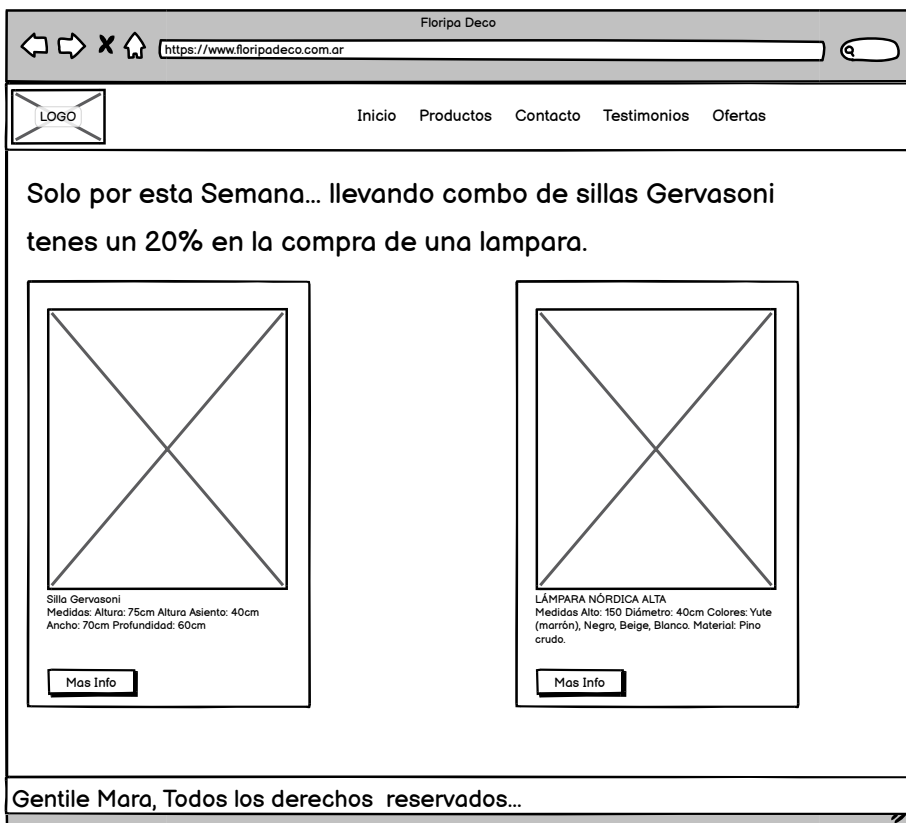 Floripa Deco
https://www.floripadeco.com.ar
LOGO
Inicio Productos Contacto Testimonios Ofertas
Solo por esta Semana... llevando combo de sillas Gervasoni
tenes un 20% en la compra de una lampara.
Silla Gervasoni
Medidas: Altura: 75cm Altura Asiento: 40cm
Ancho: 70cm Profundidad: 60cm
Mas Info
LÁMPARA NÓRDICA ALTA
Medidas Alto: 150 Diámetro: 40cm Colores: Yute
(marrón), Negro, Beige, Blanco. Material: Pino
crudo.
Mas Info
Gentile Mara, Todos los derechos reservados...